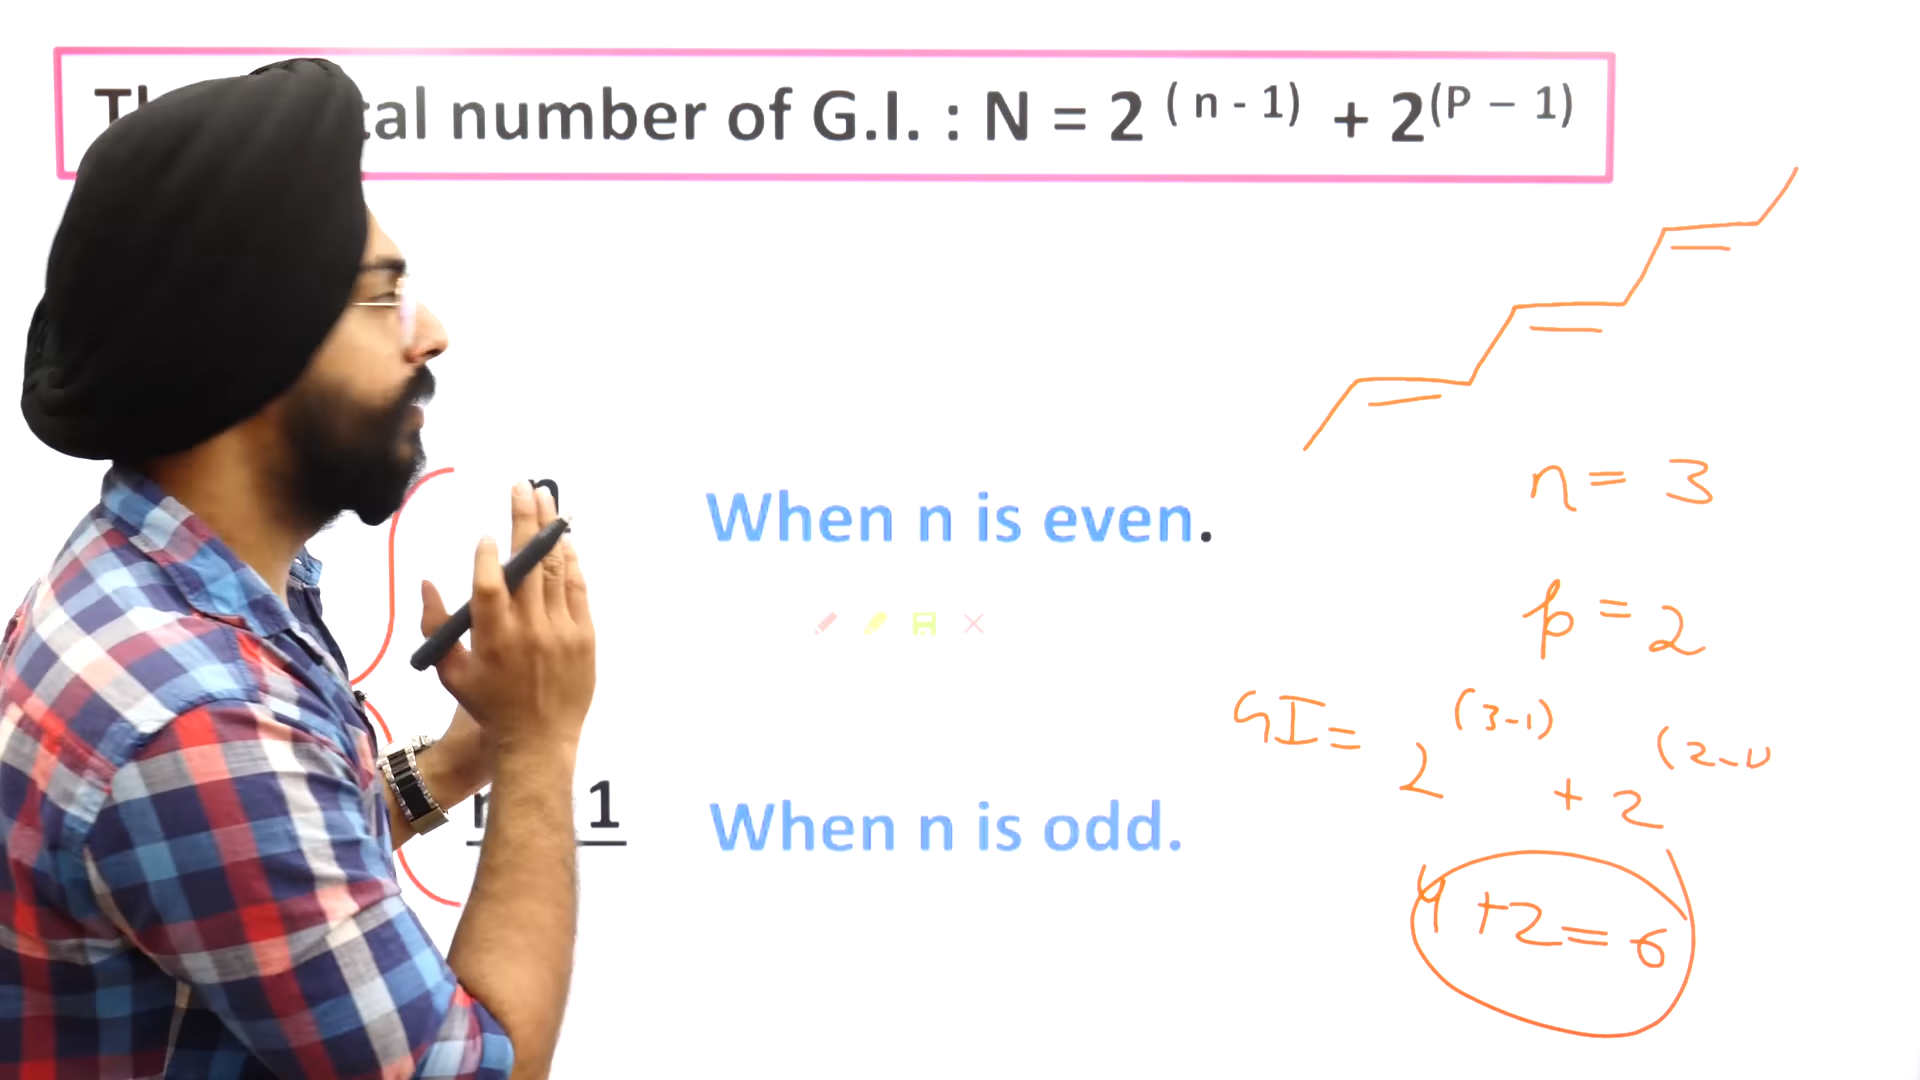 tal number of G.I. : N = 2 ( n - 1) + 2(P – 1)
n
When n is even.
1
When n is odd.
n = 3
p = 2
GI = 2 (3-1) + 2 (2-1)
4 + 2 = 6